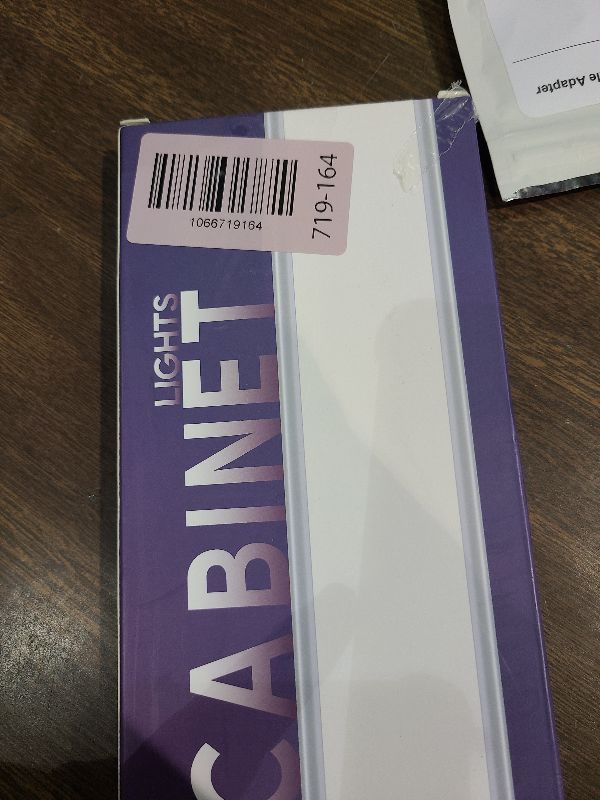 1066719164
719-164
LIGHTS
CABINET
le Adapter